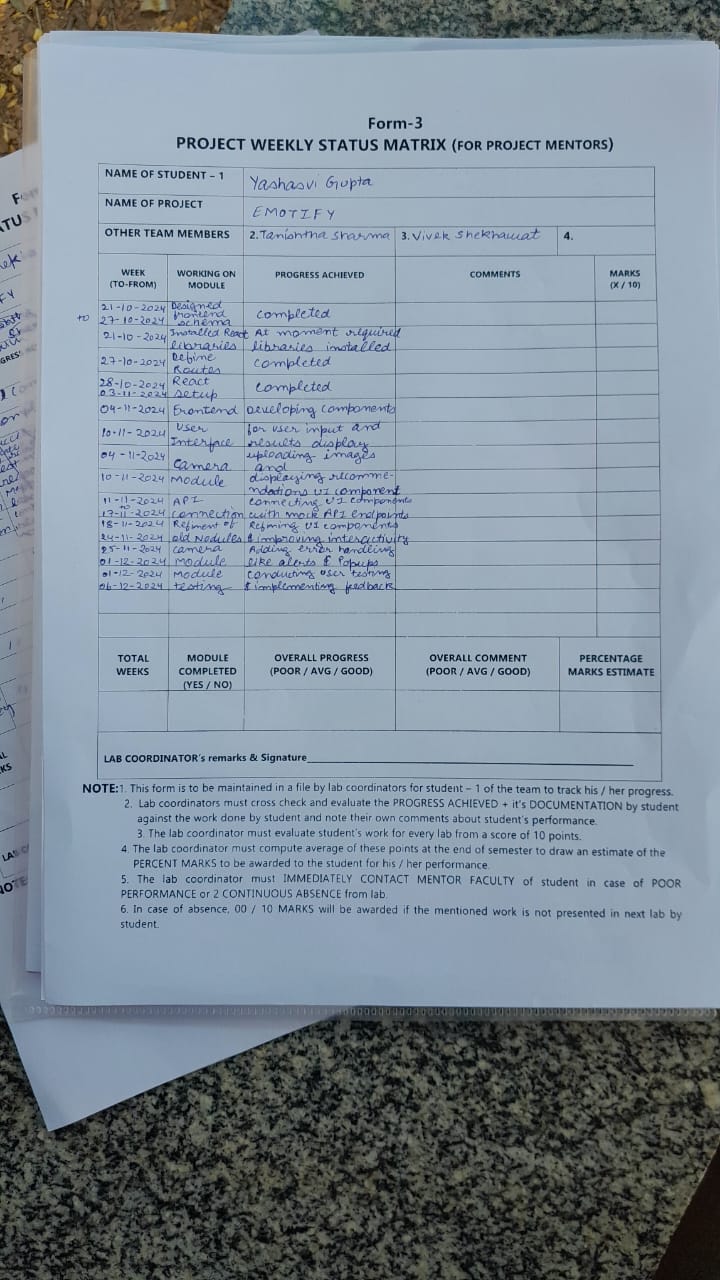 Form-3
PROJECT WEEKLY STATUS MATRIX (FOR PROJECT MENTORS)
NAME OF STUDENT – 1 Yashasvi Gupta
NAME OF PROJECT EMOTIFY
OTHER TEAM MEMBERS 2. Tanishtha Sharma 3. Vivek Shekhawat 4.
WEEK (TO-FROM) WORKING ON MODULE PROGRESS ACHIEVED COMMENTS MARKS (X / 10)
21-10-2024 Designed
to 27-10-2024 frontend schema completed
21-10-2024 Installed React At moment required
libraries libraries installed
27-10-2024 Define Routes completed
28-10-2024 React completed
03-11-2024 setup
04-11-2024 Frontend Developing components
10-11-2024 User Interface for user input and results display
04-11-2024 uploading images
Camera and
10-11-2024 Module displaying recomme-
ndations UI component
11-11-2024 API connecting UI components
to
17-11-2024 connection with mock API endpoints
18-11-2024 Refment of Refining UI components
24-11-2024 old Modules & improving interactivity
25-11-2024 camera Adding error handling
01-12-2024 module like alerts & Popups
01-12-2024 Module conducting user testing
06-12-2024 testing & implementing feedback
TOTAL WEEKS MODULE COMPLETED (YES / NO) OVERALL PROGRESS (POOR / AVG / GOOD) OVERALL COMMENT (POOR / AVG / GOOD) PERCENTAGE MARKS ESTIMATE
LAB COORDINATOR's remarks & Signature
NOTE:1. This form is to be maintained in a file by lab coordinators for student – 1 of the team to track his / her progress.
2. Lab coordinators must cross check and evaluate the PROGRESS ACHIEVED + it's DOCUMENTATION by student
against the work done by student and note their own comments about student's performance.
3. The lab coordinator must evaluate student's work for every lab from a score of 10 points.
4. The lab coordinator must compute average of these points at the end of semester to draw an estimate of the
PERCENT MARKS to be awarded to the student for his / her performance.
5. The lab coordinator must IMMEDIATELY CONTACT MENTOR FACULTY of student in case of POOR
PERFORMANCE or 2 CONTINUOUS ABSENCE from lab.
6. In case of absence, 00 / 10 MARKS will be awarded if the mentioned work is not presented in next lab by
student.